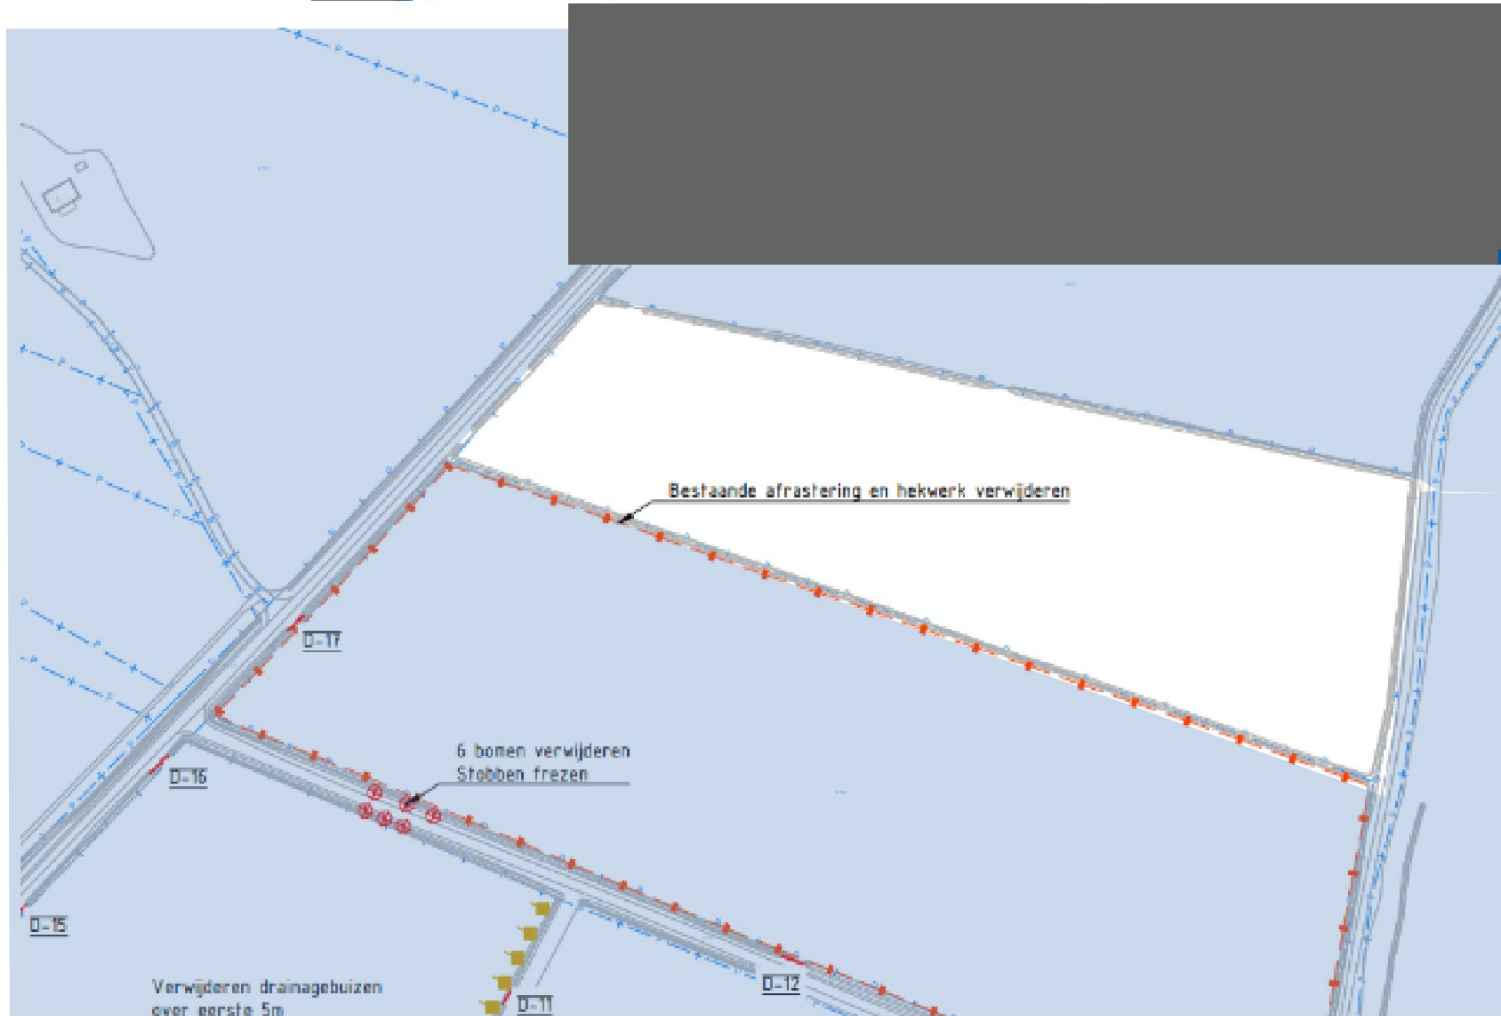 Bestaande afrastering en hekwerk verwijderen
D-17
6 bomen verwijderen
Stobben frezen
D-16
D-15
D-12
Verwijderen drainagebuizen
over eerste 5m
D-11